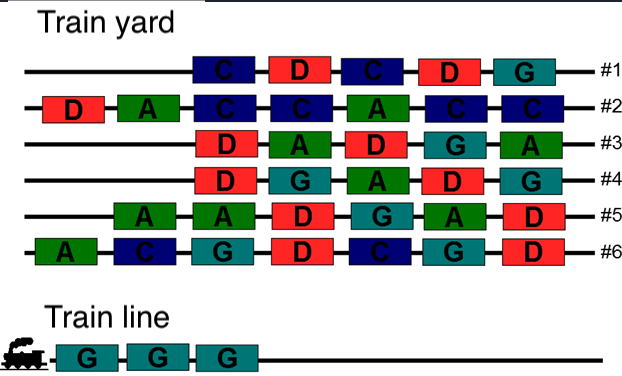 Train yard
C D C D G #1
D A C C A C C #2
D A D G A #3
D G A D G #4
A A D G A D #5
A C G D C G D #6
Train line
G G G